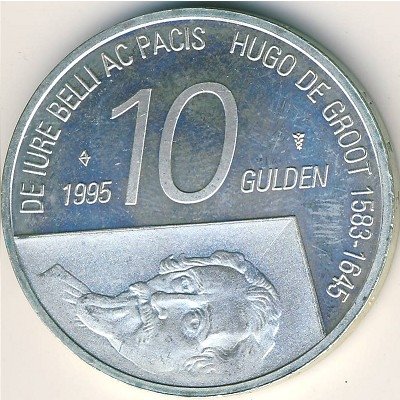 DE IURE BELLI AC PACIS HUGO DE GROOT 1583-1645
10
1995 GULDEN